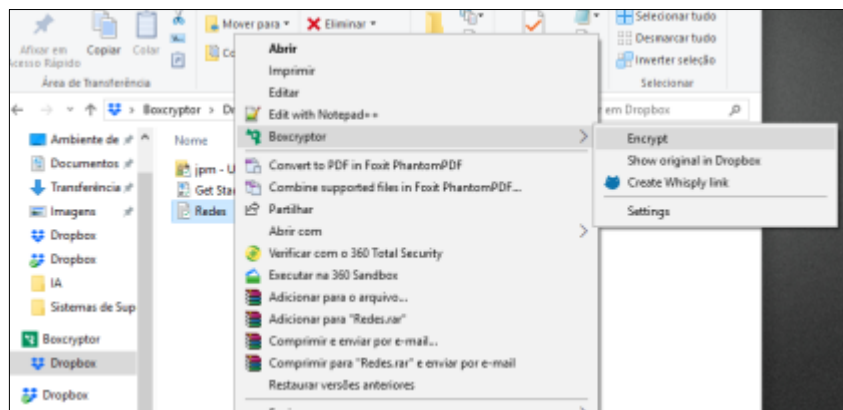 Mover para
Eliminar
Selecionar tudo
Afixar em
Acesso Rápido
Copiar
Colar
Desmarcar tudo
Inverter seleção
Área de Transferência
Selecionar
Boxcryptor
em Dropbox
Nome
Ambiente de
Documentos
Transferência
Imagens
Dropbox
Dropbox
IA
Sistemas de Sup
Boxcryptor
Dropbox
Dropbox
jpm - U
Get Sta
Redes
Abrir
Imprimir
Editar
Edit with Notepad++
Boxcryptor
Convert to PDF in Foxit PhantomPDF
Combine supported files in Foxit PhantomPDF...
Partilhar
Abrir com
Verificar com o 360 Total Security
Executar na 360 Sandbox
Adicionar para o arquivo...
Adicionar para "Redes.rar"
Comprimir e enviar por e-mail...
Comprimir para "Redes.rar" e enviar por e-mail
Restaurar versões anteriores
Encrypt
Show original in Dropbox
Create Whisply link
Settings